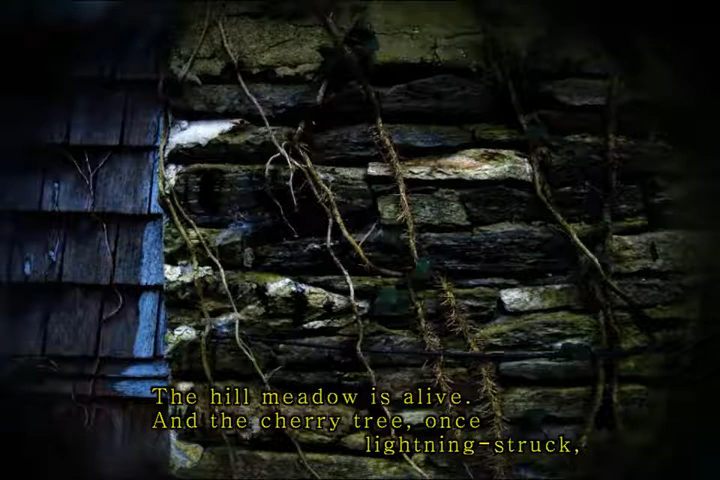 The hill meadow is alive.
And the cherry tree, once
lightning-struck,